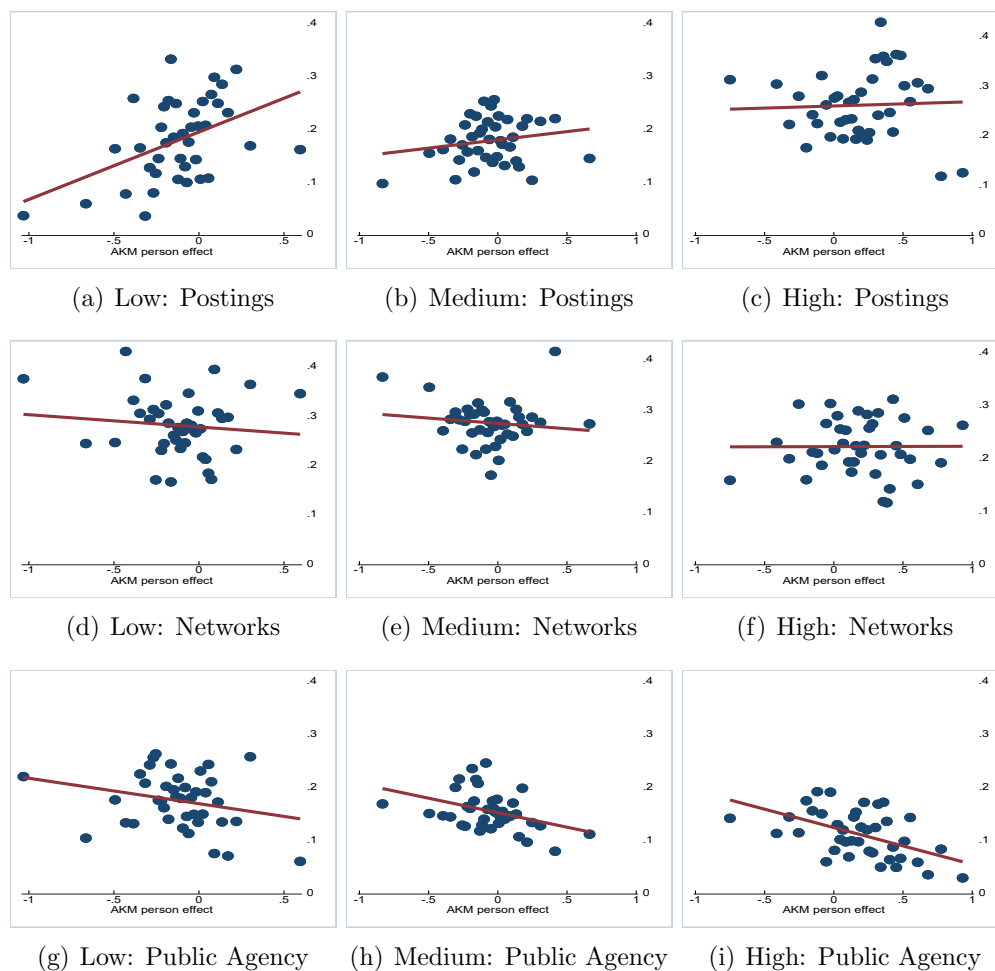 .4
.3
.2
.1
0
-1 -.5 0 .5
AKM person effect
(a) Low: Postings
.4
.3
.2
.1
0
-1 -.5 0 .5 1
AKM person effect
(b) Medium: Postings
.4
.3
.2
.1
0
-1 -.5 0 .5 1
AKM person effect
(c) High: Postings
.4
.3
.2
.1
0
-1 -.5 0 .5
AKM person effect
(d) Low: Networks
.4
.3
.2
.1
0
-1 -.5 0 .5 1
AKM person effect
(e) Medium: Networks
.4
.3
.2
.1
0
-1 -.5 0 .5 1
AKM person effect
(f) High: Networks
.4
.3
.2
.1
0
-1 -.5 0 .5
AKM person effect
(g) Low: Public Agency
.4
.3
.2
.1
0
-1 -.5 0 .5 1
AKM person effect
(h) Medium: Public Agency
.4
.3
.2
.1
0
-1 -.5 0 .5 1
AKM person effect
(i) High: Public Agency